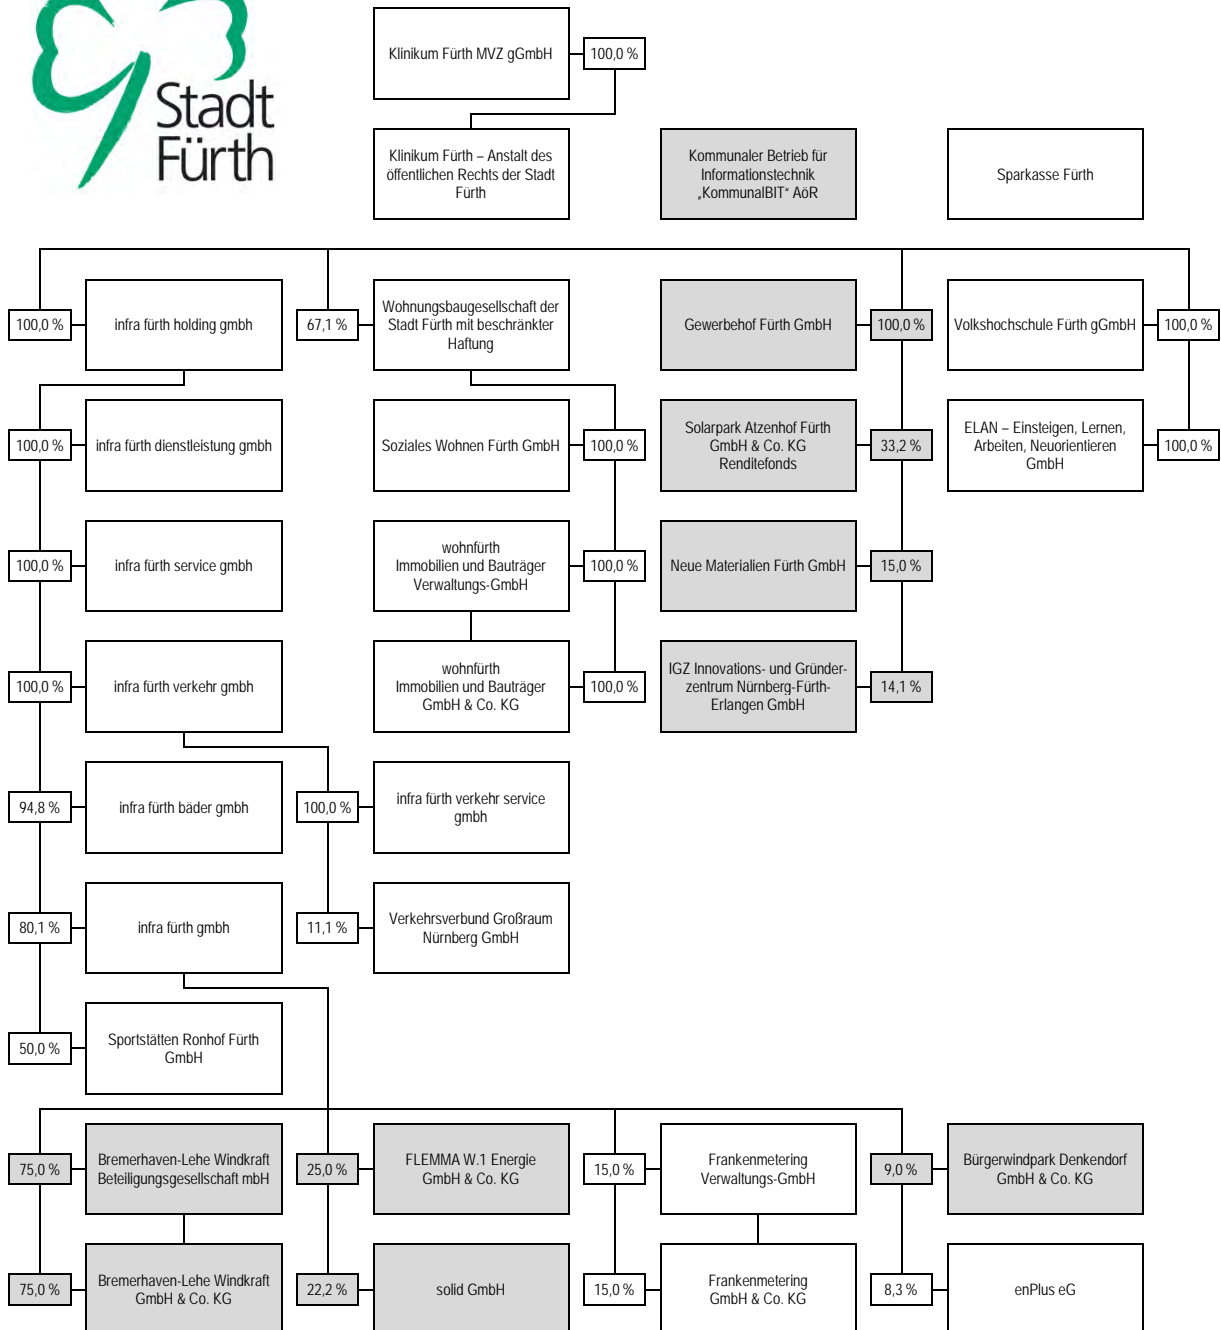 Stadt
Fürth
Klinikum Fürth MVZ gGmbH
100,0 %
Klinikum Fürth – Anstalt des
öffentlichen Rechts der Stadt
Fürth
Kommunaler Betrieb für
Informationstechnik
„KommunalBIT“ AöR
Sparkasse Fürth
100,0 %
infra fürth holding gmbh
67,1 %
Wohnungsbaugesellschaft der
Stadt Fürth mit beschränkter
Haftung
Gewerbehof Fürth GmbH
100,0 %
Volkshochschule Fürth gGmbH
100,0 %
100,0 %
infra fürth dienstleistung gmbh
Soziales Wohnen Fürth GmbH
100,0 %
Solarpark Atzenhof Fürth
GmbH & Co. KG
Renditefonds
33,2 %
ELAN – Einsteigen, Lernen,
Arbeiten, Neuorientieren
GmbH
100,0 %
100,0 %
infra fürth service gmbh
wohnfürth
Immobilien und Bauträger
Verwaltungs-GmbH
100,0 %
Neue Materialien Fürth GmbH
15,0 %
100,0 %
infra fürth verkehr gmbh
wohnfürth
Immobilien und Bauträger
GmbH & Co. KG
100,0 %
IGZ Innovations- und Gründer-
zentrum Nürnberg-Fürth-
Erlangen GmbH
14,1 %
94,8 %
infra fürth bäder gmbh
100,0 %
infra fürth verkehr service
gmbh
80,1 %
infra fürth gmbh
11,1 %
Verkehrsverbund Großraum
Nürnberg GmbH
50,0 %
Sportstätten Ronhof Fürth
GmbH
75,0 %
Bremerhaven-Lehe Windkraft
Beteiligungsgesellschaft mbH
25,0 %
FLEMMA W.1 Energie
GmbH & Co. KG
15,0 %
Frankenmetering
Verwaltungs-GmbH
9,0 %
Bürgerwindpark Denkendorf
GmbH & Co. KG
75,0 %
Bremerhaven-Lehe Windkraft
GmbH & Co. KG
22,2 %
solid GmbH
15,0 %
Frankenmetering
GmbH & Co. KG
8,3 %
enPlus eG